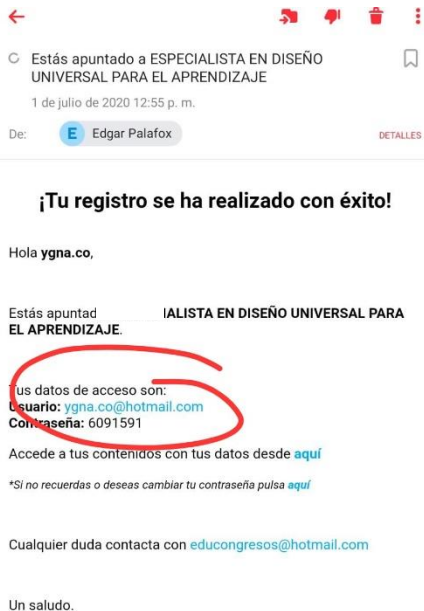 Estás apuntado a ESPECIALISTA EN DISEÑO
UNIVERSAL PARA EL APRENDIZAJE
1 de julio de 2020 12:55 p. m.
De: E Edgar Palafox DETALLES
¡Tu registro se ha realizado con éxito!
Hola ygna.co,
Estás apuntad IALISTA EN DISEÑO UNIVERSAL PARA
EL APRENDIZAJE.
Tus datos de acceso son:
Usuario: ygna.co@hotmail.com
Contraseña: 6091591
Accede a tus contenidos con tus datos desde aquí
*Si no recuerdas o deseas cambiar tu contraseña pulsa aquí
Cualquier duda contacta con educongresos@hotmail.com
Un saludo.